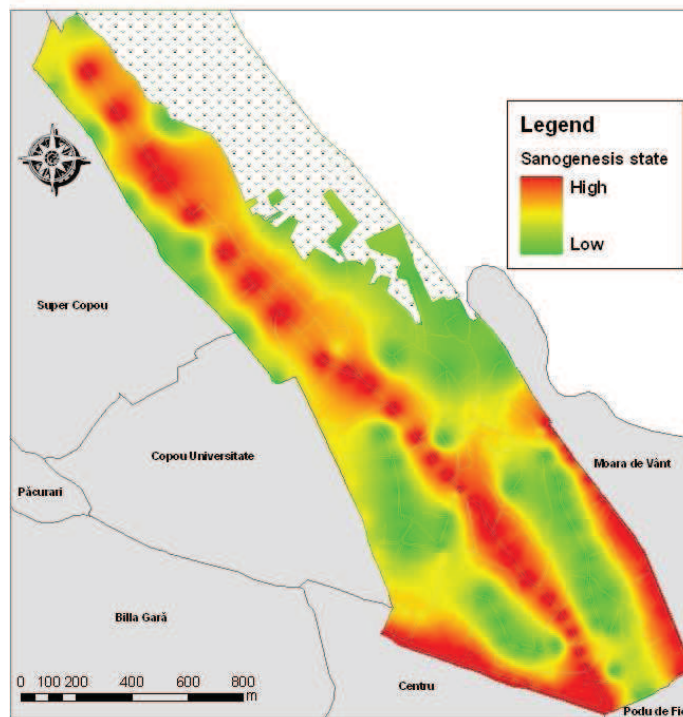 Legend
Sanogenesis state
High
Low
Super Copou
Copou Universitate
Moara de Vânt
Păcurari
Billa Gară
Centru
Podu de Fie
0 100 200 400 600 800
m